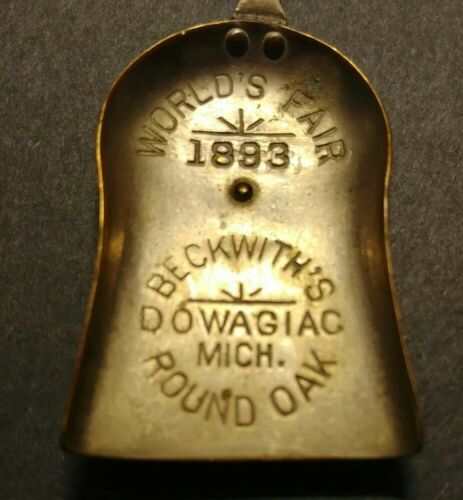 WORLD'S FAIR
1893
BECKWITH'S
DOWAGIAC
MICH.
ROUND OAK